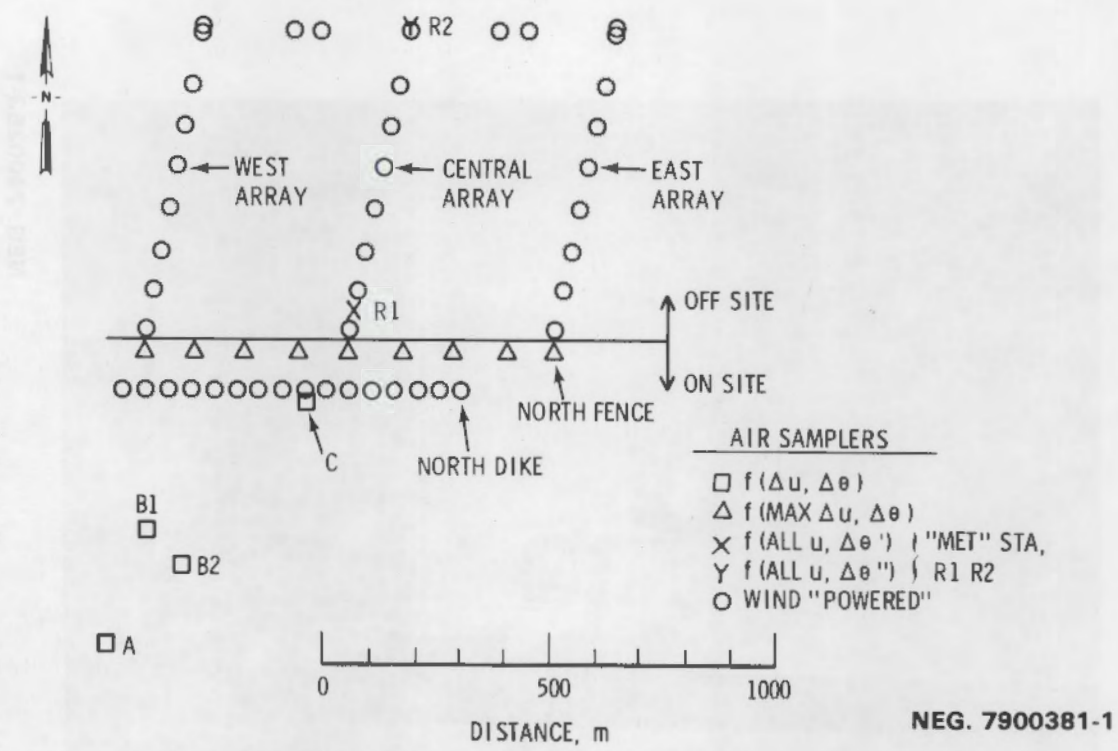 R2
N
WEST
ARRAY
CENTRAL
ARRAY
EAST
ARRAY
R1
OFF SITE
ON SITE
NORTH FENCE
C
NORTH DIKE
AIR SAMPLERS
□ f (Δu, Δθ)
△ f (MAX Δu, Δθ)
X f (ALL u, Δθ') } "MET" STA,
Y f (ALL u, Δθ") } R1 R2
O WIND "POWERED"
B1
B2
A
0 500 1000
DISTANCE, m
NEG. 7900381-1